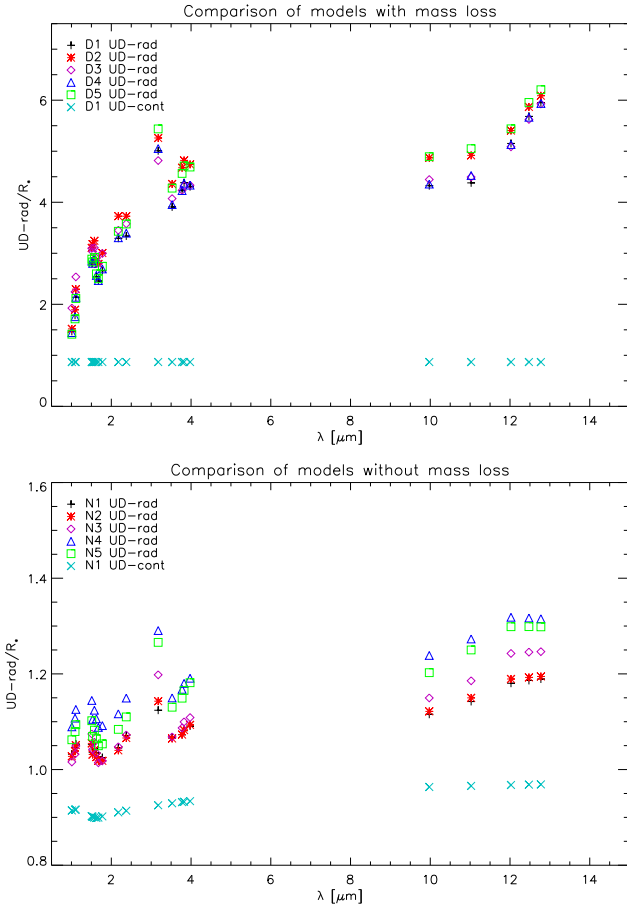 Comparison of models with mass loss
D1 UD-rad
D2 UD-rad
D3 UD-rad
D4 UD-rad
D5 UD-rad
D1 UD-cont
6
4
2
0
UD-rad/R*
2 4 6 8 10 12 14
λ [μm]
Comparison of models without mass loss
N1 UD-rad
N2 UD-rad
N3 UD-rad
N4 UD-rad
N5 UD-rad
N1 UD-cont
1.6
1.4
1.2
1.0
0.8
UD-rad/R*
2 4 6 8 10 12 14
λ [μm]